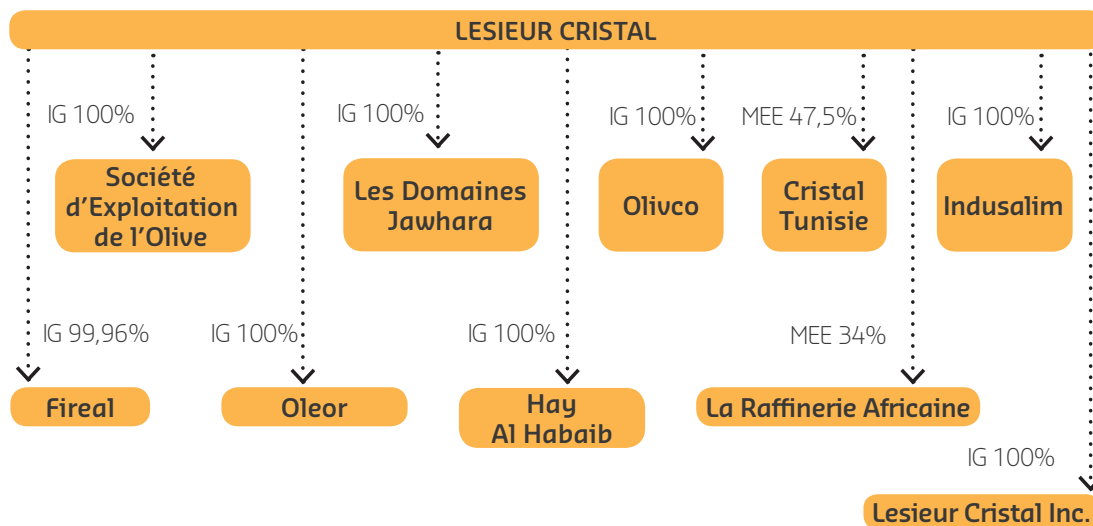 LESIEUR CRISTAL
IG 100%
IG 100%
IG 100%
MEE 47,5%
IG 100%
Société
d’Exploitation
de l’Olive
Les Domaines
Jawhara
Olivco
Cristal
Tunisie
Indusalim
IG 99,96%
IG 100%
IG 100%
MEE 34%
Fireal
Oleor
Hay
Al Habaib
La Raffinerie Africaine
IG 100%
Lesieur Cristal Inc.